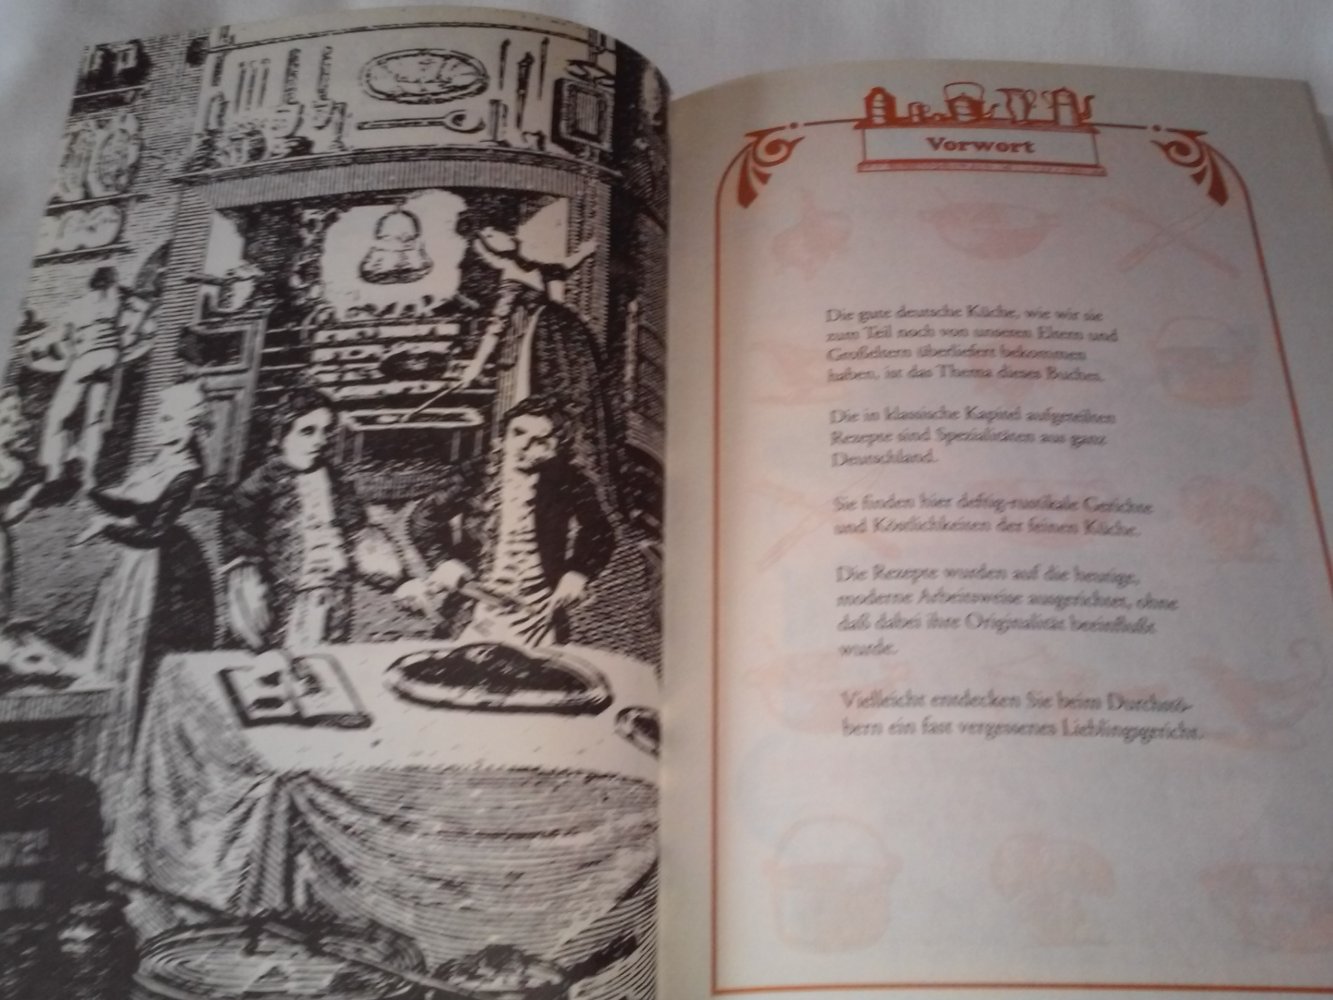 Vorwort
Die gute deutsche Küche, wie wir sie
zum Teil noch von unseren Eltern und
Großeltern überliefert bekommen
haben, ist das Thema dieses Buches.
Die in klassische Kapitel aufgeteilten
Rezepte sind Spezialitäten aus ganz
Deutschland.
Sie finden hier deftig-rustikale Gerichte
und Köstlichkeiten der feinen Küche.
Die Rezepte wurden auf die heutige,
moderne Arbeitsweise ausgerichtet, ohne
daß dabei ihre Originalität beeinflußt
wurde.
Vielleicht entdecken Sie beim Durchstö-
bern ein fast vergessenes Lieblingsgericht.